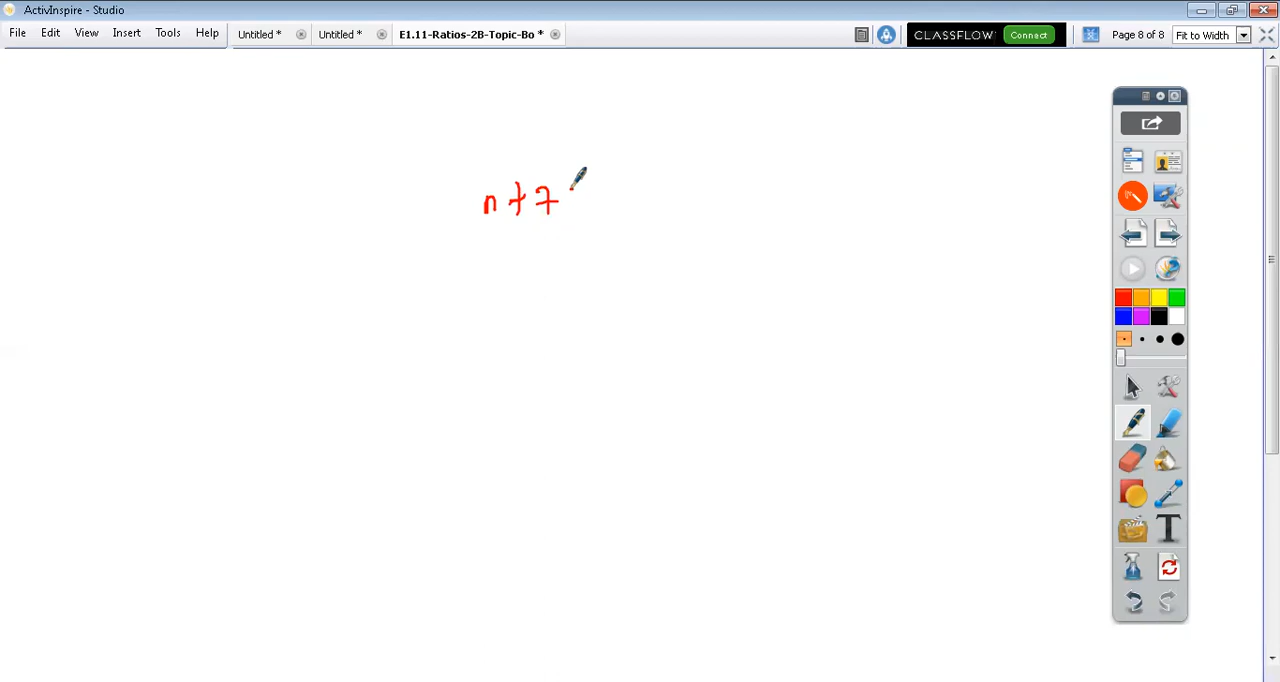 ActivInspire - Studio
File Edit View Insert Tools Help Untitled * Untitled * E1.11-Ratios-2B-Topic-Bo * CLASSFLOW Connect Page 8 of 8 Fit to Width
n + 7